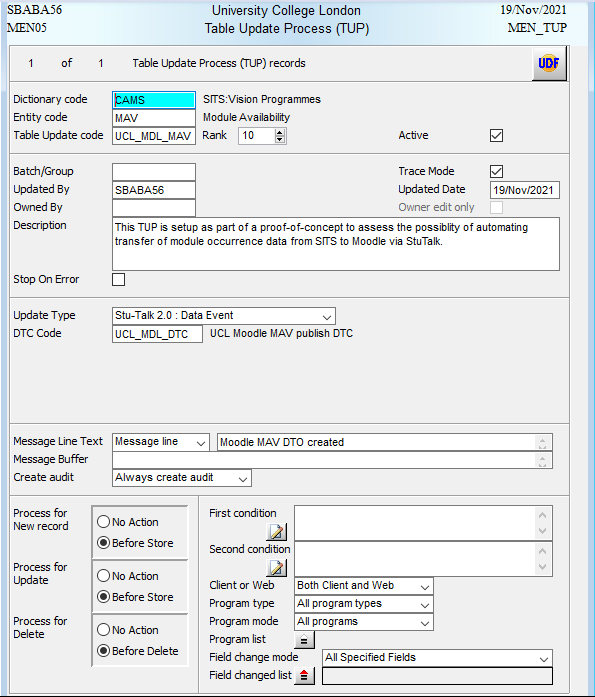 SBABA56 University College London 19/Nov/2021
MEN05 Table Update Process (TUP) MEN_TUP
1 of 1 Table Update Process (TUP) records UDF
Dictionary code CAMS SITS:Vision Programmes
Entity code MAV Module Availability
Table Update code UCL_MDL_MAV Rank 10 Active
Batch/Group Trace Mode
Updated By SBABA56 Updated Date 19/Nov/2021
Owned By Owner edit only
Description This TUP is setup as part of a proof-of-concept to assess the possiblity of automating
transfer of module occurrence data from SITS to Moodle via StuTalk.
Stop On Error
Update Type Stu-Talk 2.0 : Data Event
DTC Code UCL_MDL_DTC UCL Moodle MAV publish DTC
Message Line Text Message line Moodle MAV DTO created
Message Buffer
Create audit Always create audit
Process for
New record
No Action
Before Store
Process for
Update
No Action
Before Store
Process for
Delete
No Action
Before Delete
First condition
Second condition
Client or Web Both Client and Web
Program type All program types
Program mode All programs
Program list
Field change mode All Specified Fields
Field changed list